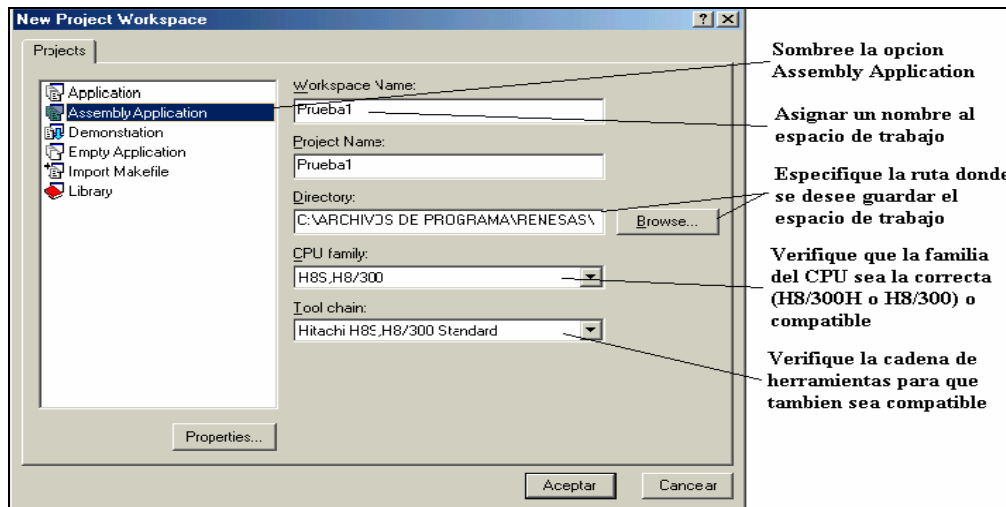 New Project Workspace
Projects
Application
Assembly Application
Demonstration
Empty Application
Import Makefile
Library
Properties...
Workspace Name:
Prueba1
Project Name:
Prueba1
Directory:
C:\ARCHIVOS DE PROGRAMA\RENESAS\
Browse...
CPU family:
H8S,H8/300
Tool chain:
Hitachi H8S,H8/300 Standard
Aceptar
Cancelar
Sombree la opcion
Assembly Application
Asignar un nombre al
espacio de trabajo
Especifique la ruta donde
se desee guardar el
espacio de trabajo
Verifique que la familia
del CPU sea la correcta
(H8/300H o H8/300) o
compatible
Verifique la cadena de
herramientas para que
tambien sea compatible